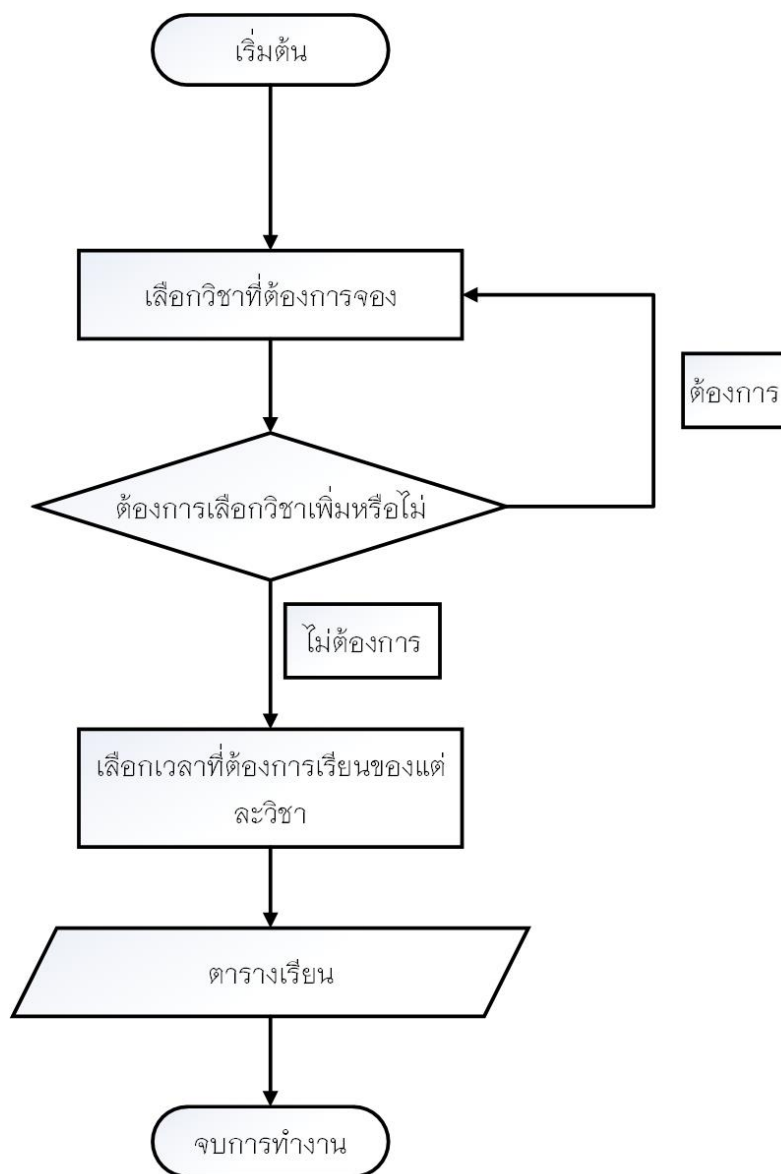 เริ่มต้น
เลือกวิชาที่ต้องการจอง
ต้องการ
ต้องการเลือกวิชาเพิ่มหรือไม่
ไม่ต้องการ
เลือกเวลาที่ต้องการเรียนของแต่
ละวิชา
ตารางเรียน
จบการทำงาน